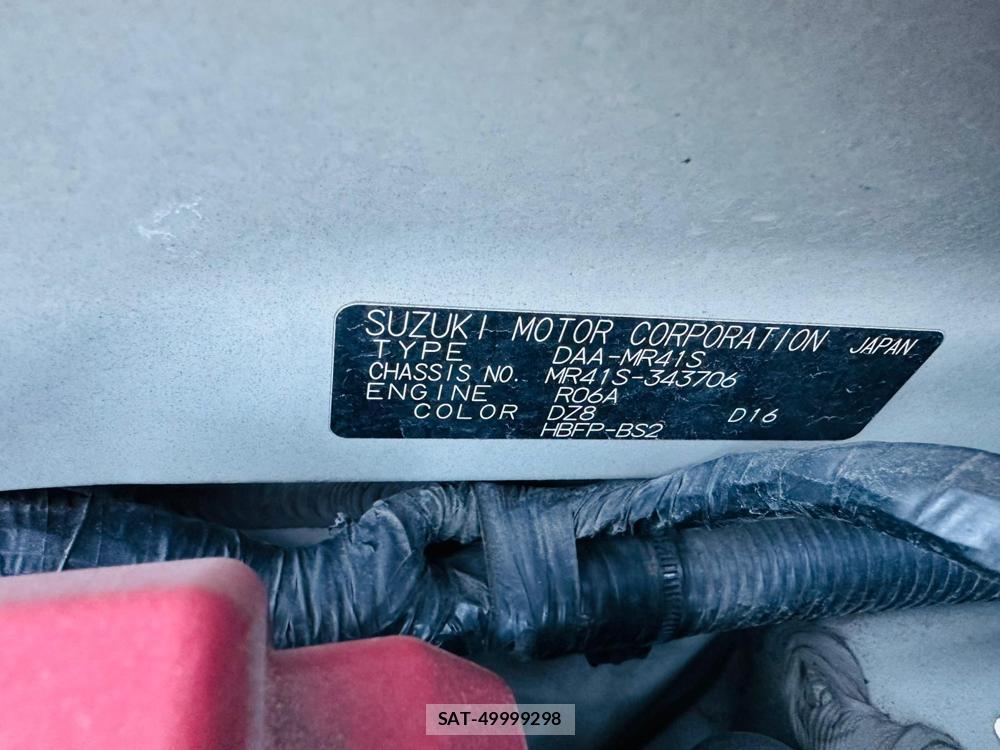 SUZUKI MOTOR CORPORATION JAPAN
TYPE DAA-MR41S
CHASSIS NO. MR41S-343706
ENGINE R06A
COLOR DZ8 D16
HBFP-BS2
SAT-49999298